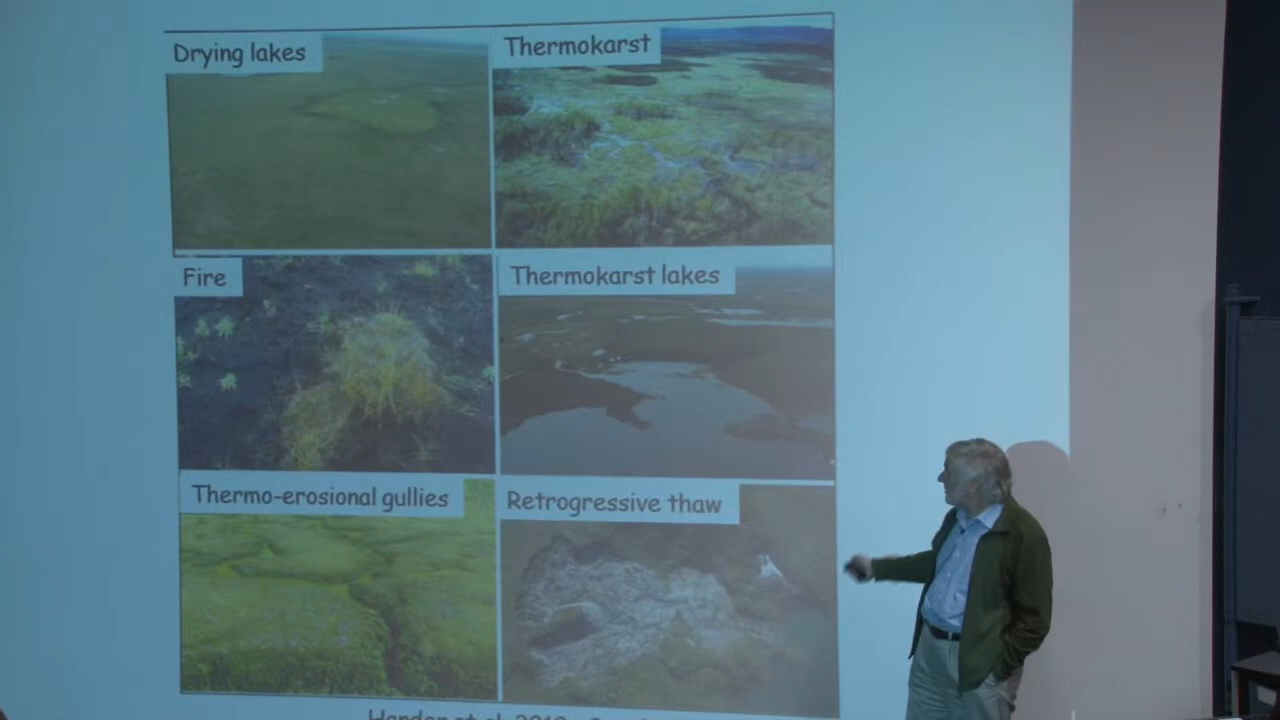 Drying lakes
Thermokarst
Fire
Thermokarst lakes
Thermo-erosional gullies
Retrogressive thaw